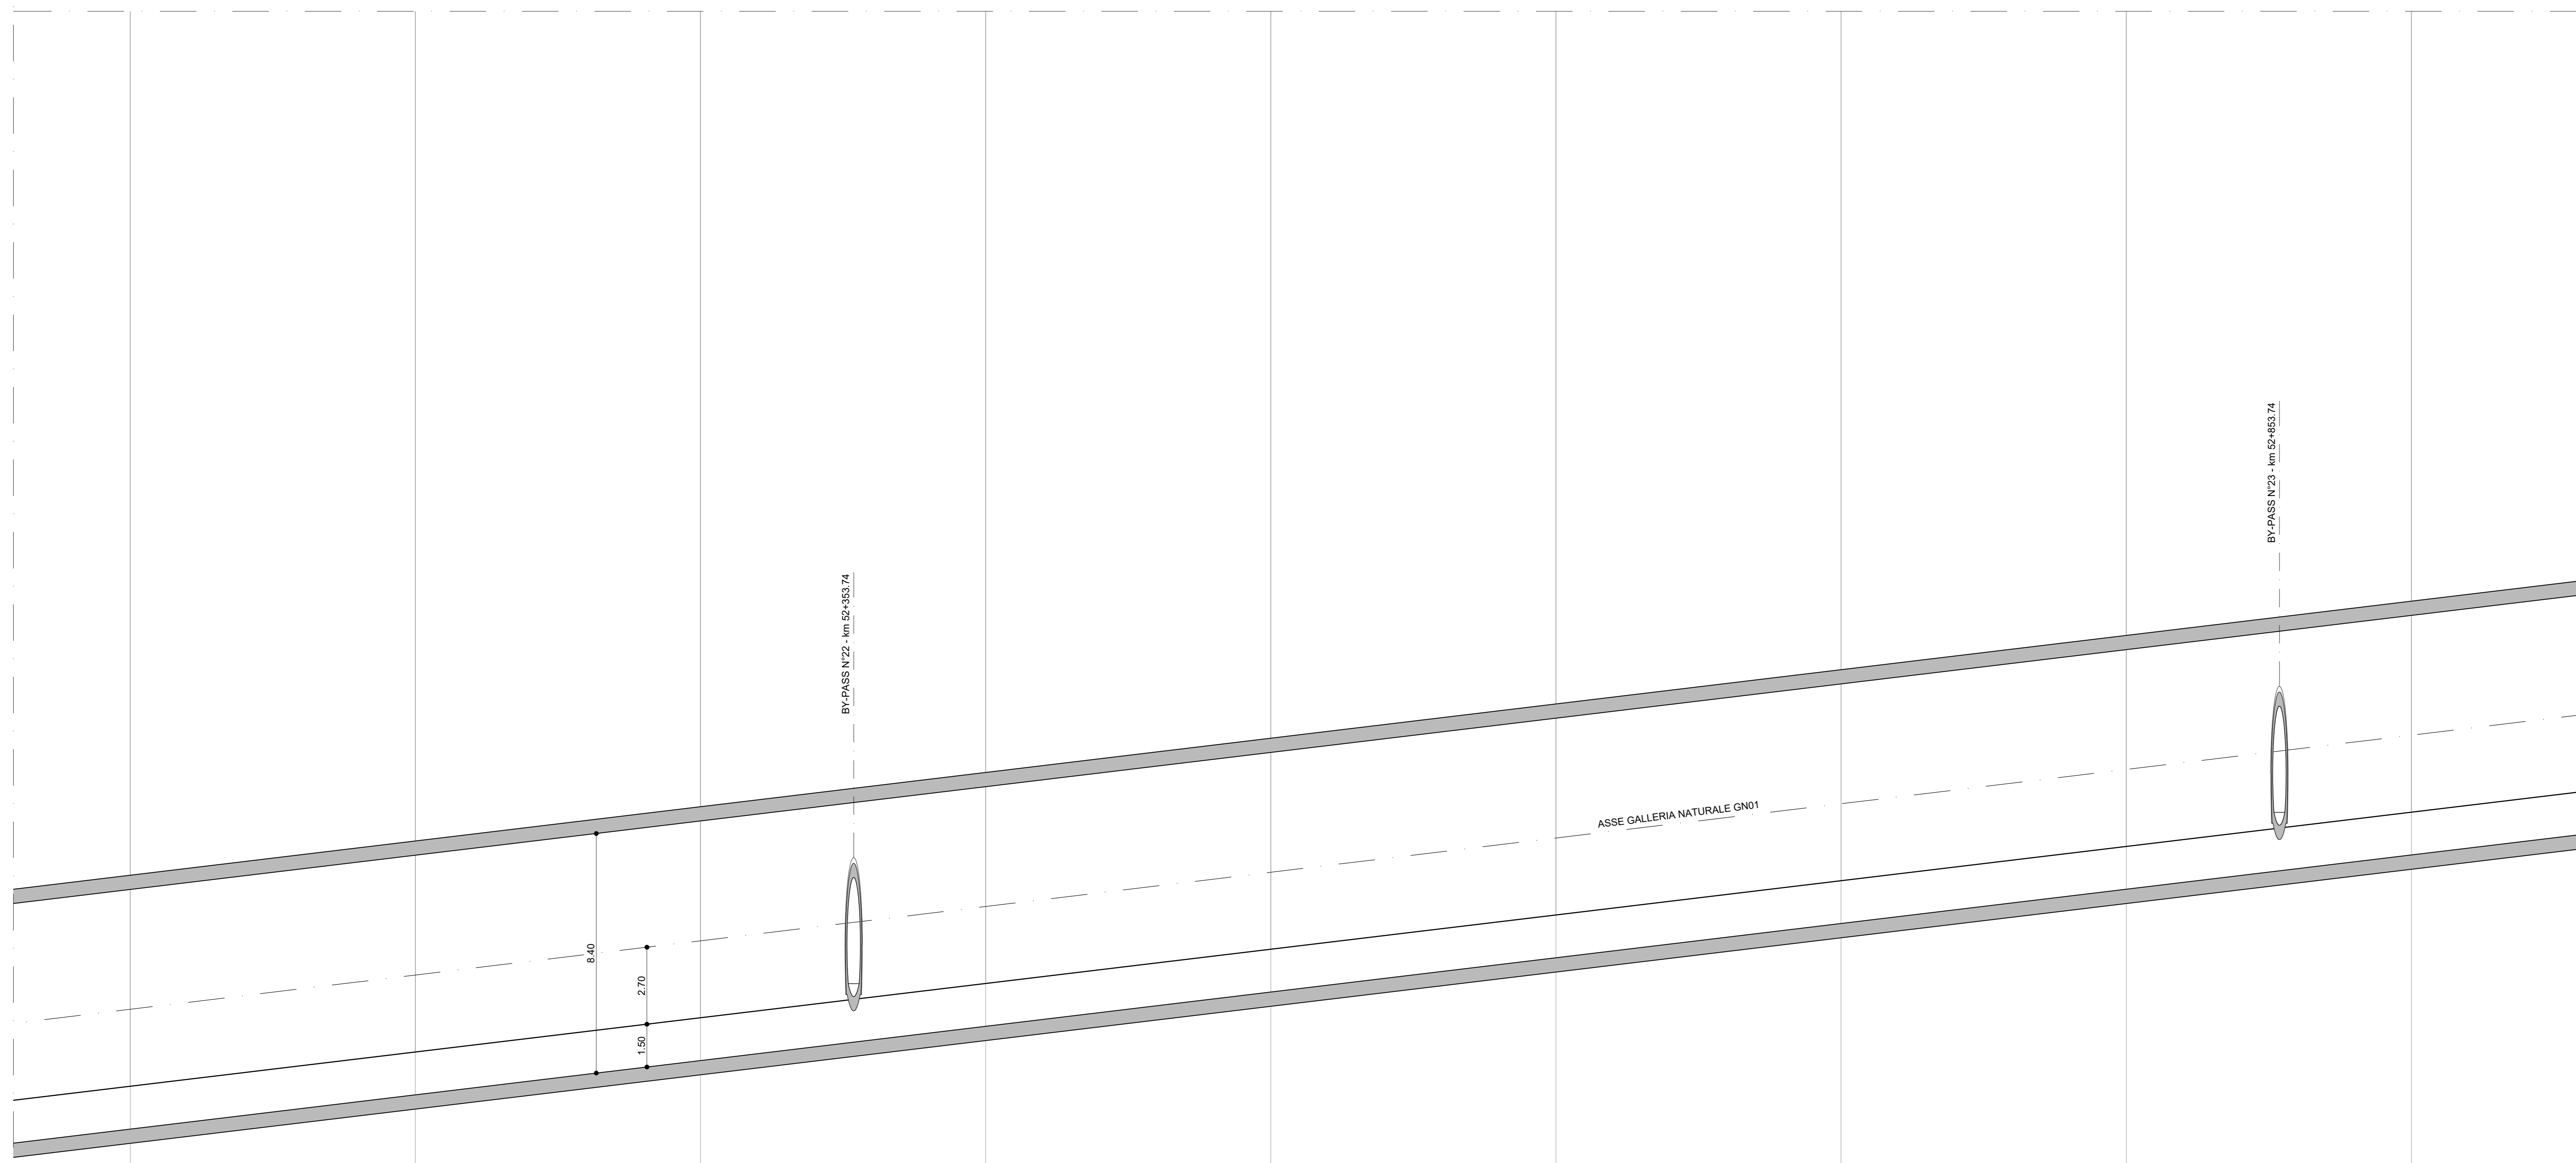 BY-PASS N°23 - km 52+853.74
BY-PASS N°22 - km 52+353.74
ASSE GALLERIA NATURALE GN01
8.40
2.70
1.50